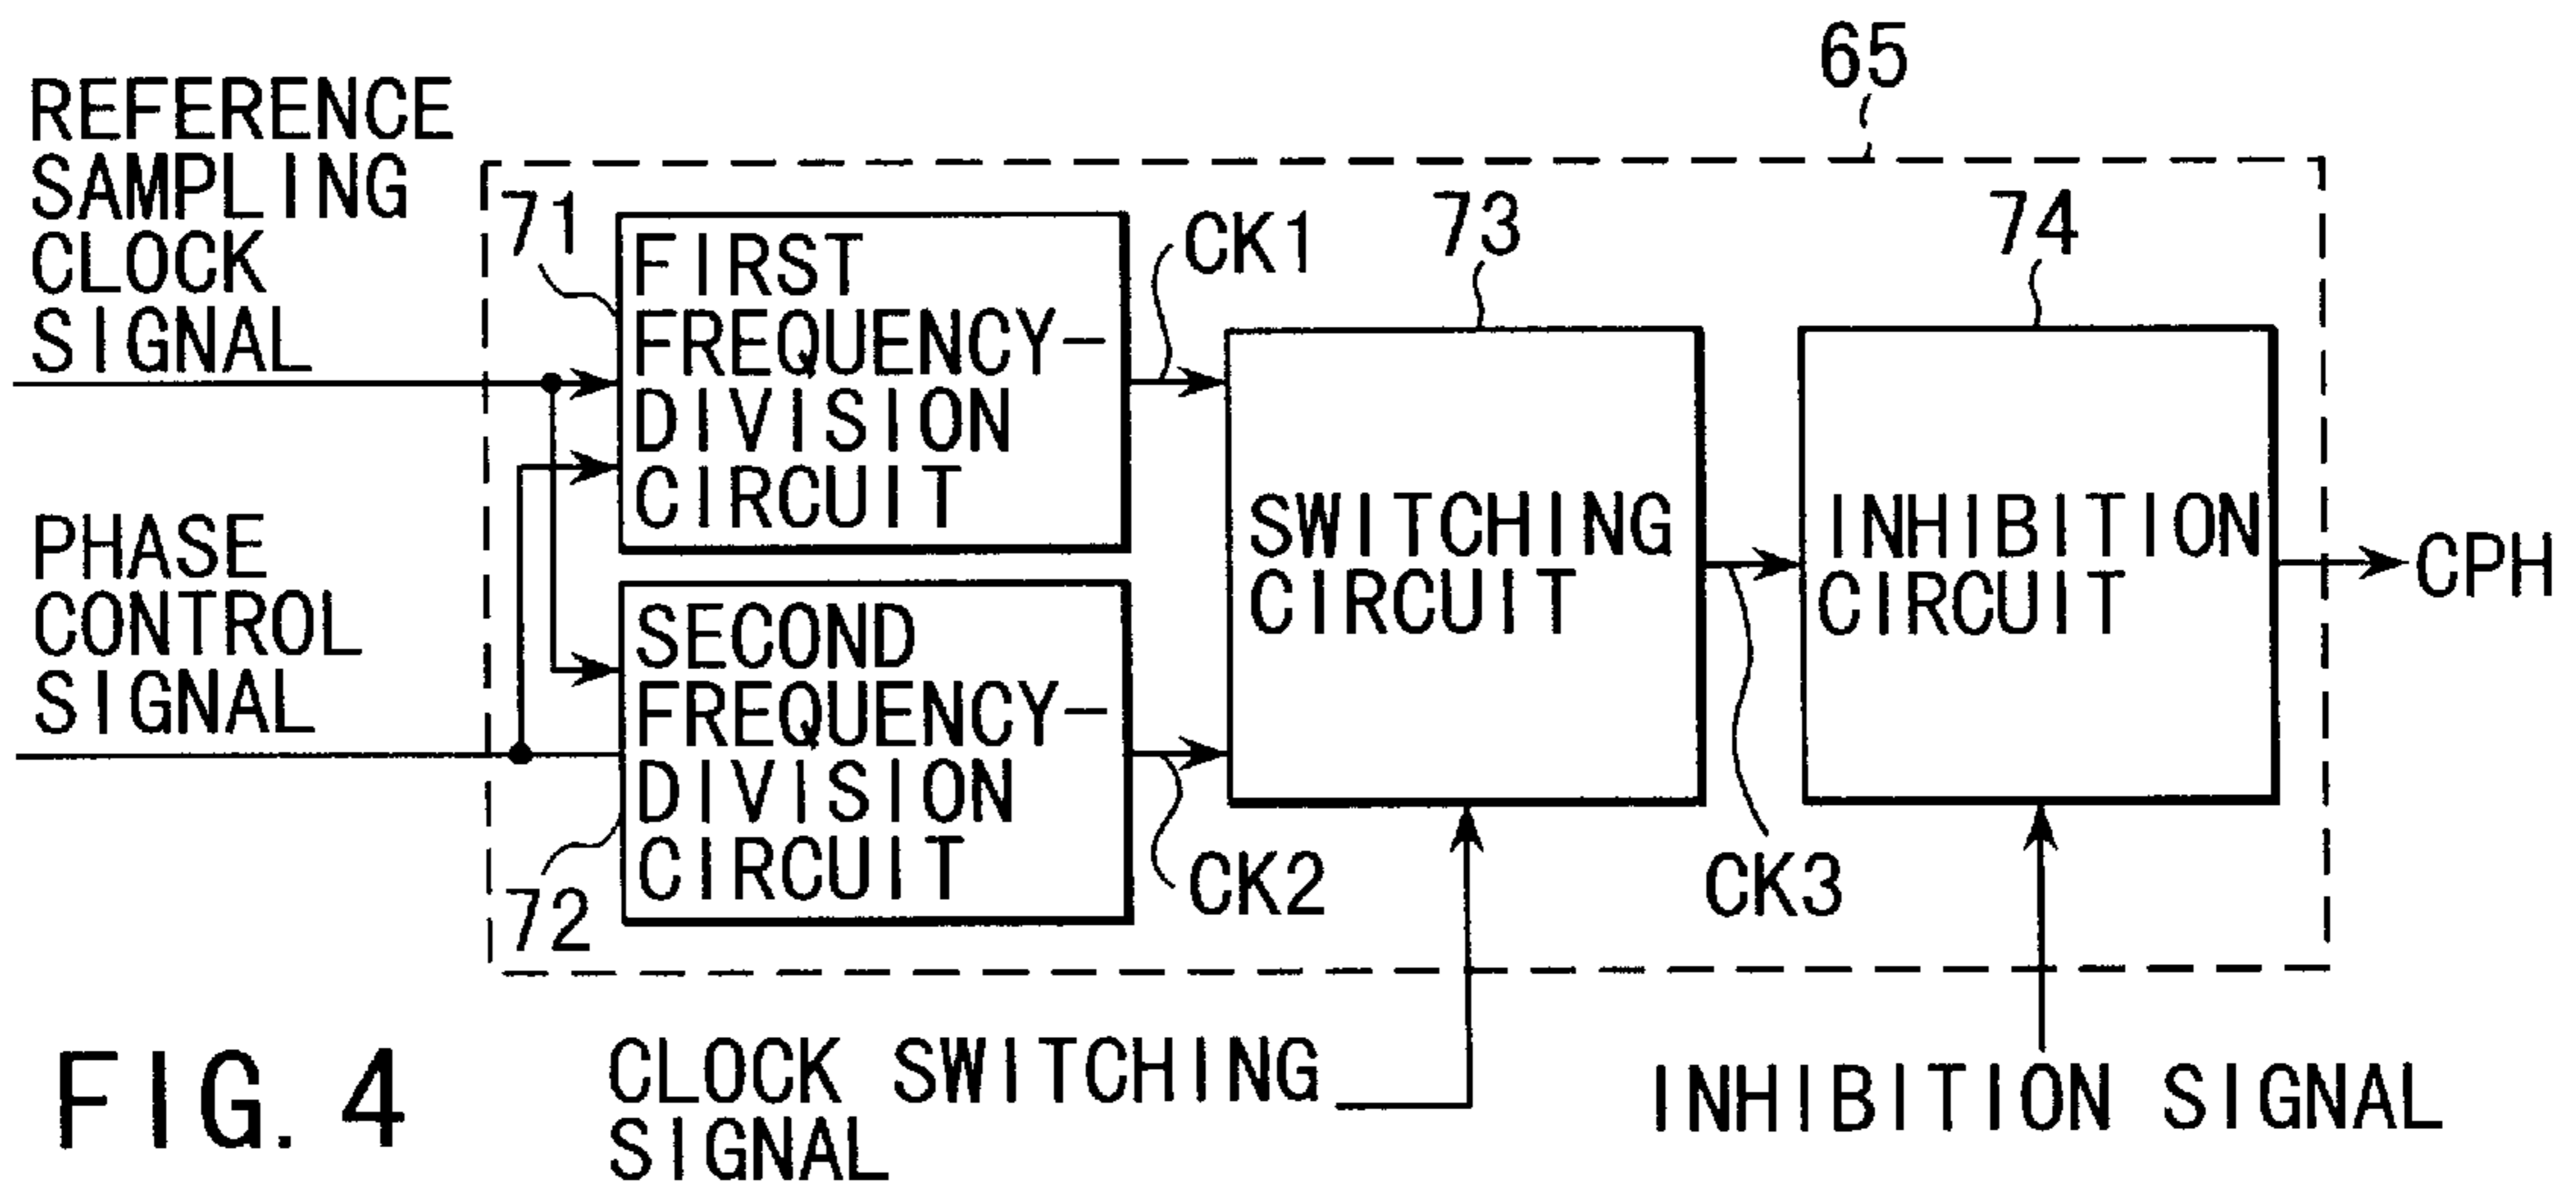 65
REFERENCE
SAMPLING
CLOCK
SIGNAL
71
FIRST
FREQUENCY-
DIVISION
CIRCUIT
CK1
73
74
PHASE
CONTROL
SIGNAL
SECOND
FREQUENCY-
DIVISION
CIRCUIT
72
CK2
SWITCHING
CIRCUIT
CK3
INHIBITION
CIRCUIT
CPH
FIG. 4
CLOCK SWITCHING
SIGNAL
INHIBITION SIGNAL